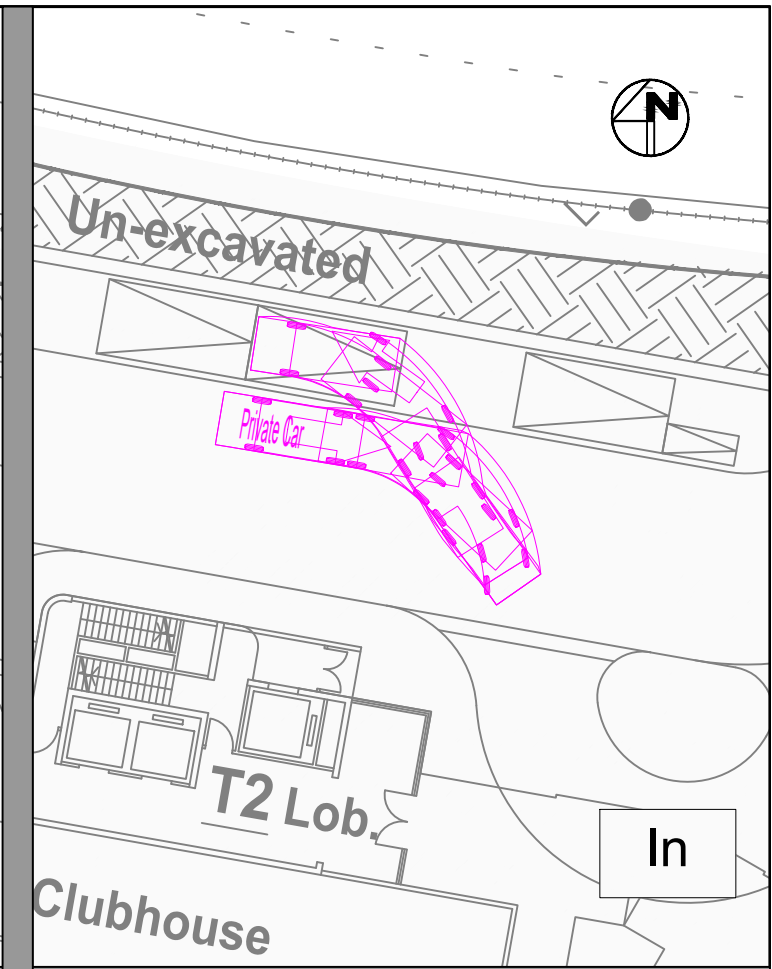 N
Un-excavated
Private Car
T2 Lob.
In
Clubhouse